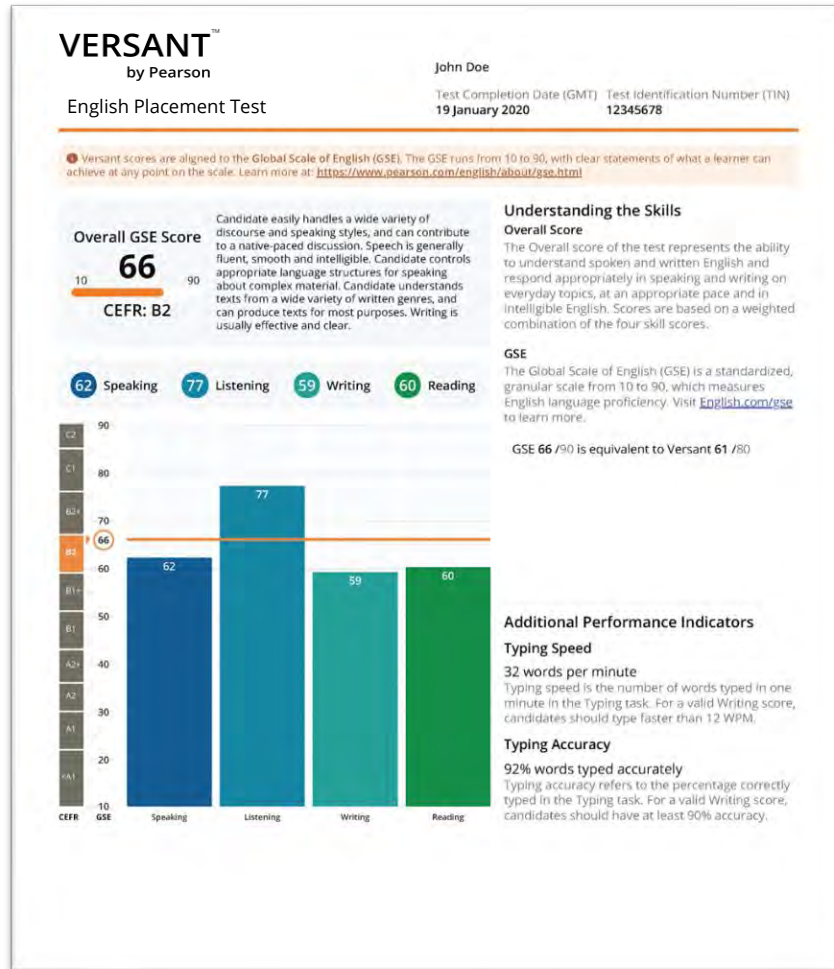 VERSANT™
by Pearson
English Placement Test
John Doe
Test Completion Date (GMT) Test Identification Number (TIN)
19 January 2020 12345678
Versant scores are aligned to the Global Scale of English (GSE). The GSE runs from 10 to 90, with clear statements of what a learner can
achieve at any point on the scale. Learn more at: https://www.pearson.com/english/about/gse.html
Overall GSE Score
66
10 90
CEFR: B2
Candidate easily handles a wide variety of
discourse and speaking styles, and can contribute
to a native-paced discussion. Speech is generally
fluent, smooth and intelligible. Candidate controls
appropriate language structures for speaking
about complex material. Candidate understands
texts from a wide variety of written genres, and
can produce texts for most purposes. Writing is
usually effective and clear.
62 Speaking 77 Listening 59 Writing 60 Reading
C2
C1
B2+
B2
B1+
B1
A2+
A2
A1
<A1
CEFR
90
80
70
66
60
50
40
30
20
10
GSE
62
77
59
60
Speaking Listening Writing Reading
Understanding the Skills
Overall Score
The Overall score of the test represents the ability
to understand spoken and written English and
respond appropriately in speaking and writing on
everyday topics, at an appropriate pace and in
intelligible English. Scores are based on a weighted
combination of the four skill scores.
GSE
The Global Scale of English (GSE) is a standardized,
granular scale from 10 to 90, which measures
English language proficiency. Visit English.com/gse
to learn more.
GSE 66 /90 is equivalent to Versant 61 /80
Additional Performance Indicators
Typing Speed
32 words per minute
Typing speed is the number of words typed in one
minute in the Typing task. For a valid Writing score,
candidates should type faster than 12 WPM.
Typing Accuracy
92% words typed accurately
Typing accuracy refers to the percentage correctly
typed in the Typing task. For a valid Writing score,
candidates should have at least 90% accuracy.